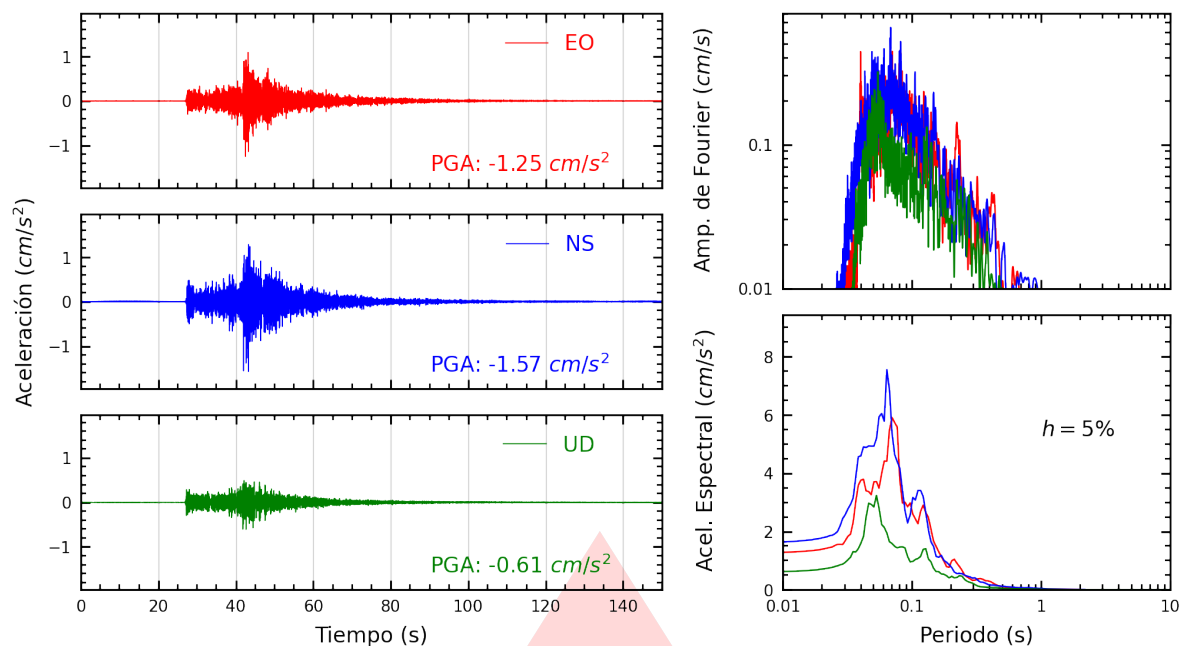 Aceleración (cm/s²)
1
0
−1
EO
PGA: -1.25 cm/s²
1
0
−1
NS
PGA: -1.57 cm/s²
1
0
−1
UD
PGA: -0.61 cm/s²
0 20 40 60 80 100 120 140
Tiempo (s)
Amp. de Fourier (cm/s)
0.1
0.01
Acel. Espectral (cm/s²)
8
6
4
2
0
h = 5%
0.01 0.1 1 10
Periodo (s)